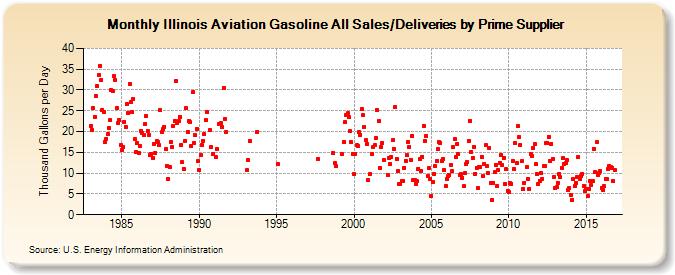 Monthly Illinois Aviation Gasoline All Sales/Deliveries by Prime Supplier
Thousand Gallons per Day
40
35
30
25
20
15
10
5
0
1985 1990 1995 2000 2005 2010 2015
Source: U.S. Energy Information Administration